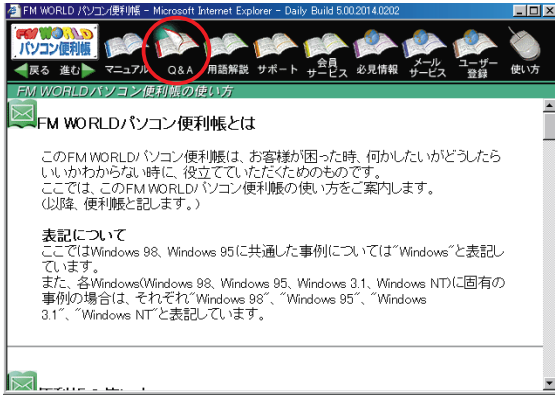 FM WORLD パソコン便利帳 - Microsoft Internet Explorer - Daily Build 5.00.2014.0202
FM WORLD
パソコン便利帳
戻る 進む マニュアル Q&A 用語解説 サポート 会員サービス 必見情報 メールサービス ユーザー登録 使い方
FM WORLDパソコン便利帳の使い方
FM WORLDパソコン便利帳とは
このFM WORLDパソコン便利帳は、お客様が困った時、何かしたいがどうしたら
いいかわからない時に、役立てていただくためのものです。
ここでは、このFM WORLDパソコン便利帳の使い方をご案内します。
(以降、便利帳と記します。)
表記について
ここではWindows 98、Windows 95に共通した事例については"Windows"と表記し
ています。
また、各Windows(Windows 98、Windows 95、Windows 3.1、Windows NT)に固有の
事例の場合は、それぞれ"Windows 98"、"Windows 95"、"Windows
3.1"、"Windows NT"と表記しています。